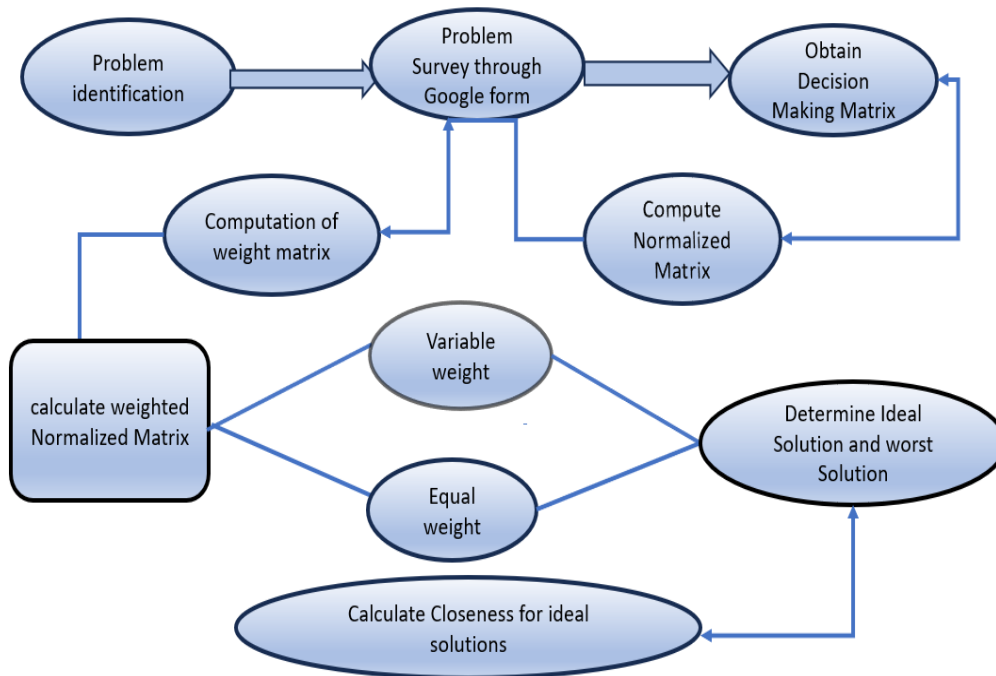 Problem
identification
Problem
Survey through
Google form
Obtain
Decision
Making Matrix
Computation of
weight matrix
Compute
Normalized
Matrix
calculate weighted
Normalized Matrix
Variable
weight
Equal
weight
Determine Ideal
Solution and worst
Solution
Calculate Closeness for ideal
solutions